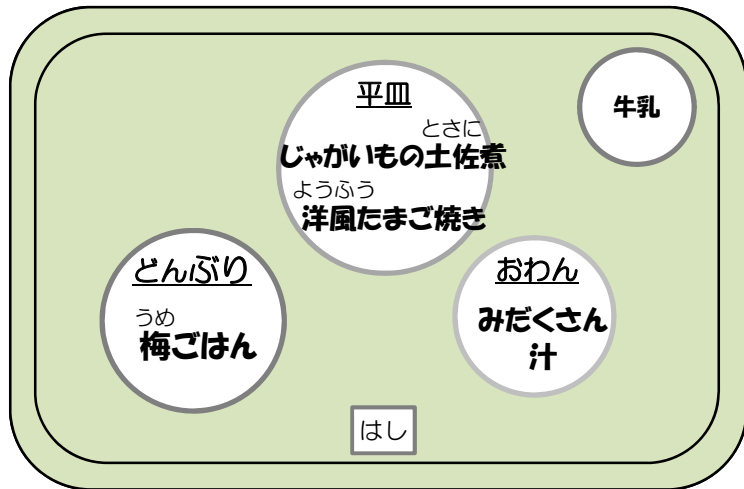 平皿
とさに
じゃがいもの土佐煮
ようふう
洋風たまご焼き
牛乳
どんぶり
うめ
梅ごはん
おわん
みだくさん
汁
はし